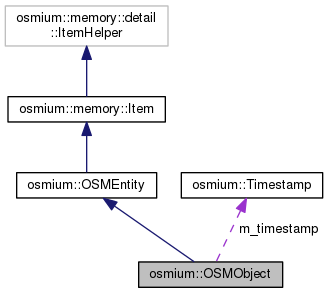 osmium::memory::detail
::ItemHelper
osmium::memory::Item
osmium::OSMEntity
osmium::Timestamp
m_timestamp
osmium::OSMObject